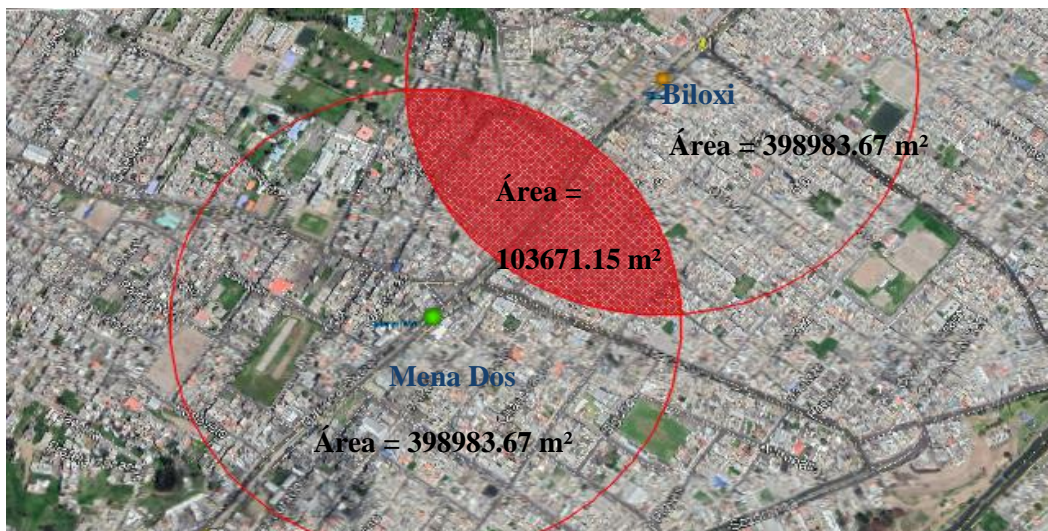 Biloxi
Área = 398983.67 m²
Área =
103671.15 m²
Mena Dos
Área = 398983.67 m²